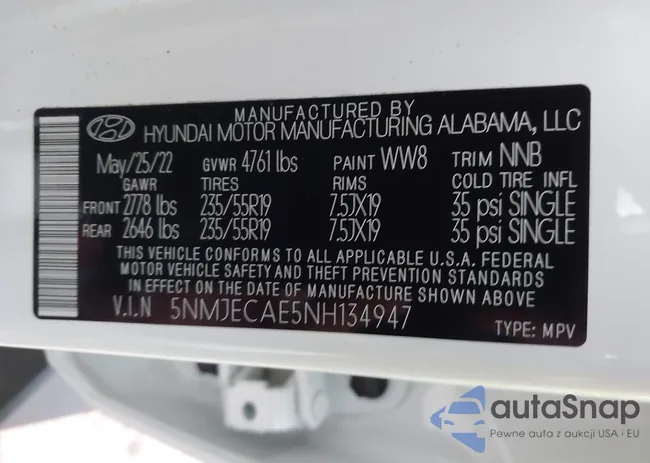 MANUFACTURED BY
HYUNDAI MOTOR MANUFACTURING ALABAMA, LLC
May/25/22 GVWR 4761 lbs PAINT WW8 TRIM NNB
GAWR TIRES RIMS COLD TIRE INFL
FRONT 2778 lbs 235/55R19 7.5JX19 35 psi SINGLE
REAR 2646 lbs 235/55R19 7.5JX19 35 psi SINGLE
THIS VEHICLE CONFORMS TO ALL APPLICABLE U.S.A. FEDERAL
MOTOR VEHICLE SAFETY AND THEFT PREVENTION STANDARDS
IN EFFECT ON THE DATE OF MANUFACTURE SHOWN ABOVE
V.I.N 5NMJECAE5NH134947
TYPE: MPV
autaSnap
Pewne auta z aukcji USA i EU